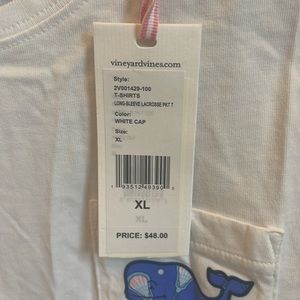 vineyardvines.com
Style:
2V001429-100
T-SHIRTS
LONG-SLEEVE LACROSSE PKT T
Color:
WHITE CAP
Size:
XL
XL
XL
PRICE: $48.00